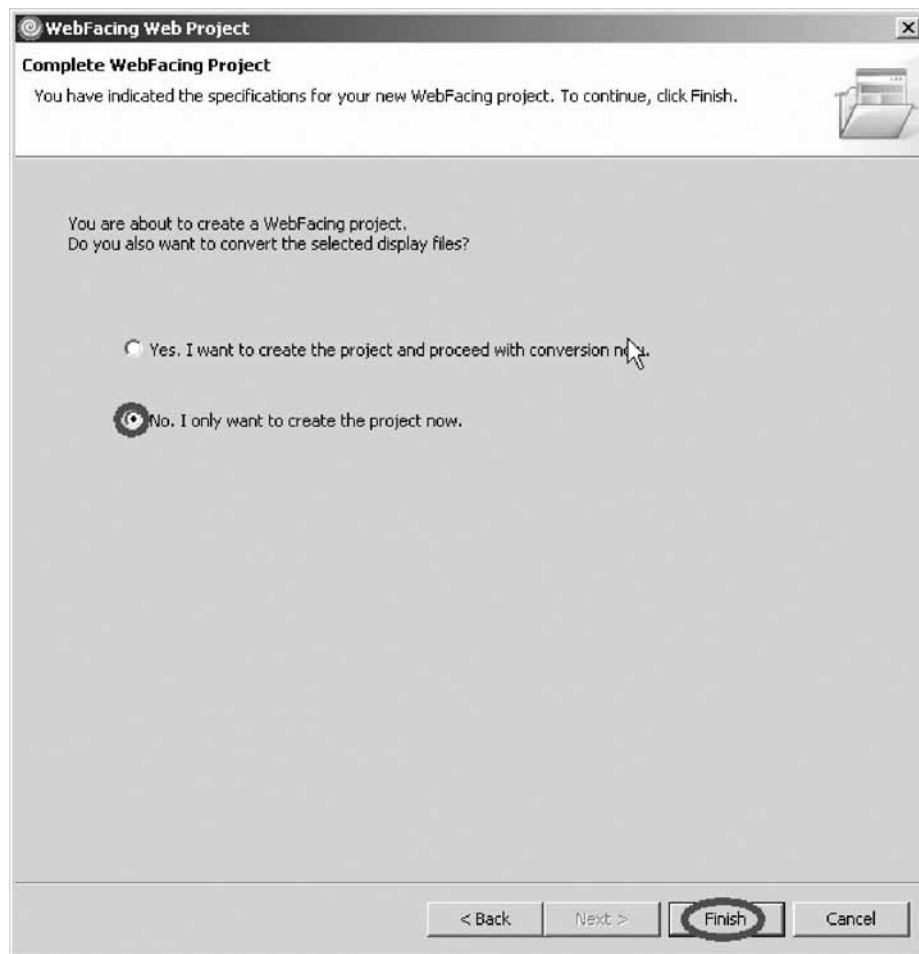 WebFacing Web Project
Complete WebFacing Project
You have indicated the specifications for your new WebFacing project. To continue, click Finish.
You are about to create a WebFacing project.
Do you also want to convert the selected display files?
Yes. I want to create the project and proceed with conversion now.
No. I only want to create the project now.
< Back Next > Finish Cancel